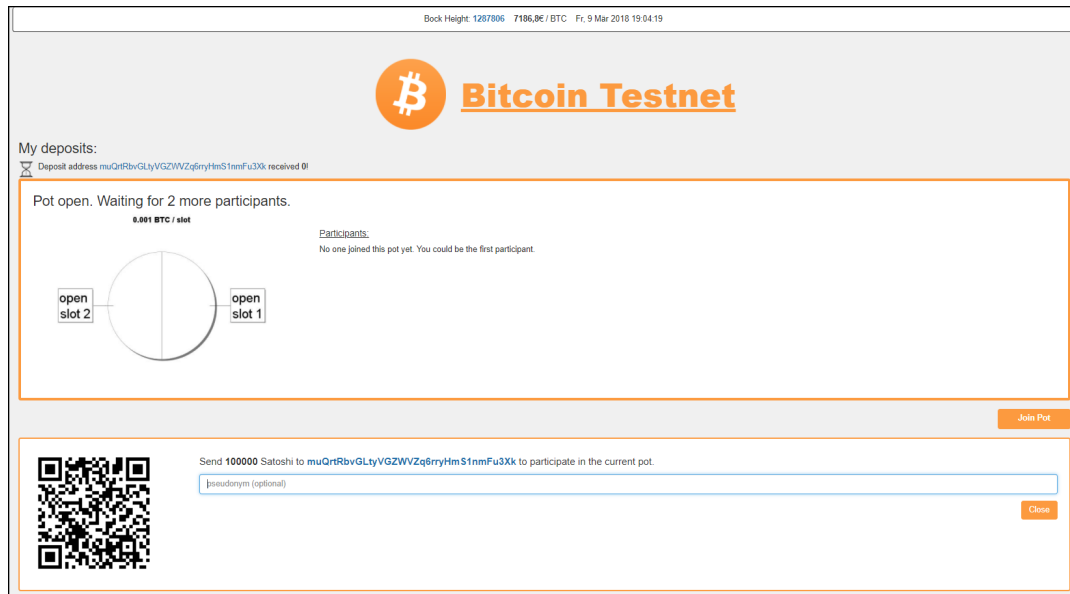 Bock Height: 1287806 7186,8€ / BTC Fr, 9 Mär 2018 19:04:19
Bitcoin Testnet
My deposits:
Deposit address muQrtRbvGLtyVGZWVZq6rryHmS1nmFu3Xk received 0!
Pot open. Waiting for 2 more participants.
0.001 BTC / slot
Participants:
No one joined this pot yet. You could be the first participant.
open
slot 2
open
slot 1
Join Pot
Send 100000 Satoshi to muQrtRbvGLtyVGZWVZq6rryHmS1nmFu3Xk to participate in the current pot.
pseudonym (optional)
Close